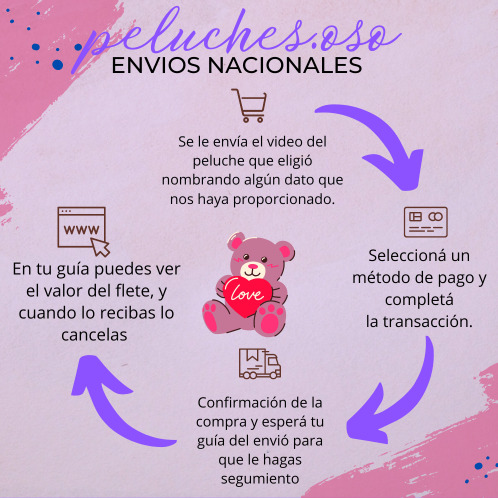 peluches.oso
ENVIOS NACIONALES
Se le envía el video del
peluche que eligió
nombrando algún dato que
nos haya proporcionado.
Seleccioná un
método de pago y
completá
la transacción.
Confirmación de la
compra y esperá tu
guía del envió para
que le hagas
segumiento
WWW
En tu guía puedes ver
el valor del flete, y
cuando lo recibas lo
cancelas
love